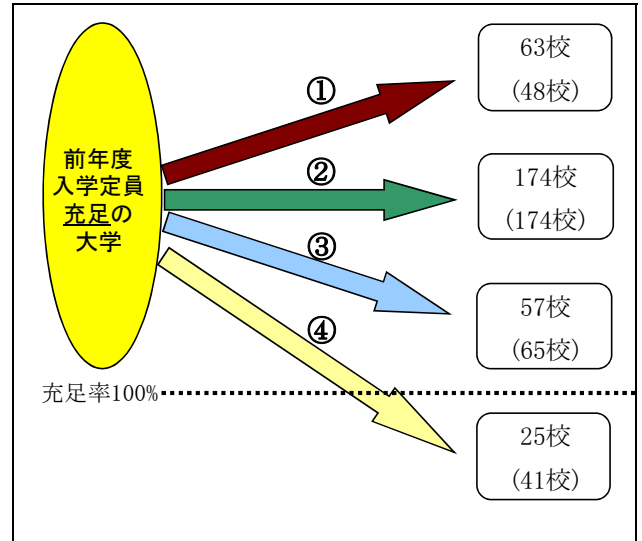 前年度
入学定員
充足の
大学
①
63校
(48校)
②
174校
(174校)
③
57校
(65校)
④
25校
(41校)
充足率100%